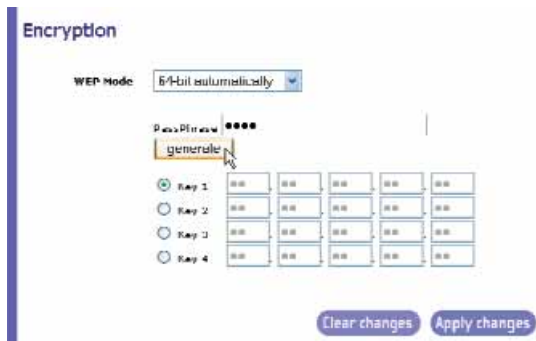 Encryption
WEP Mode 64-bit automatically
PassPhrase ●●●●
generate
Key 1
Key 2
Key 3
Key 4
Clear changes Apply changes